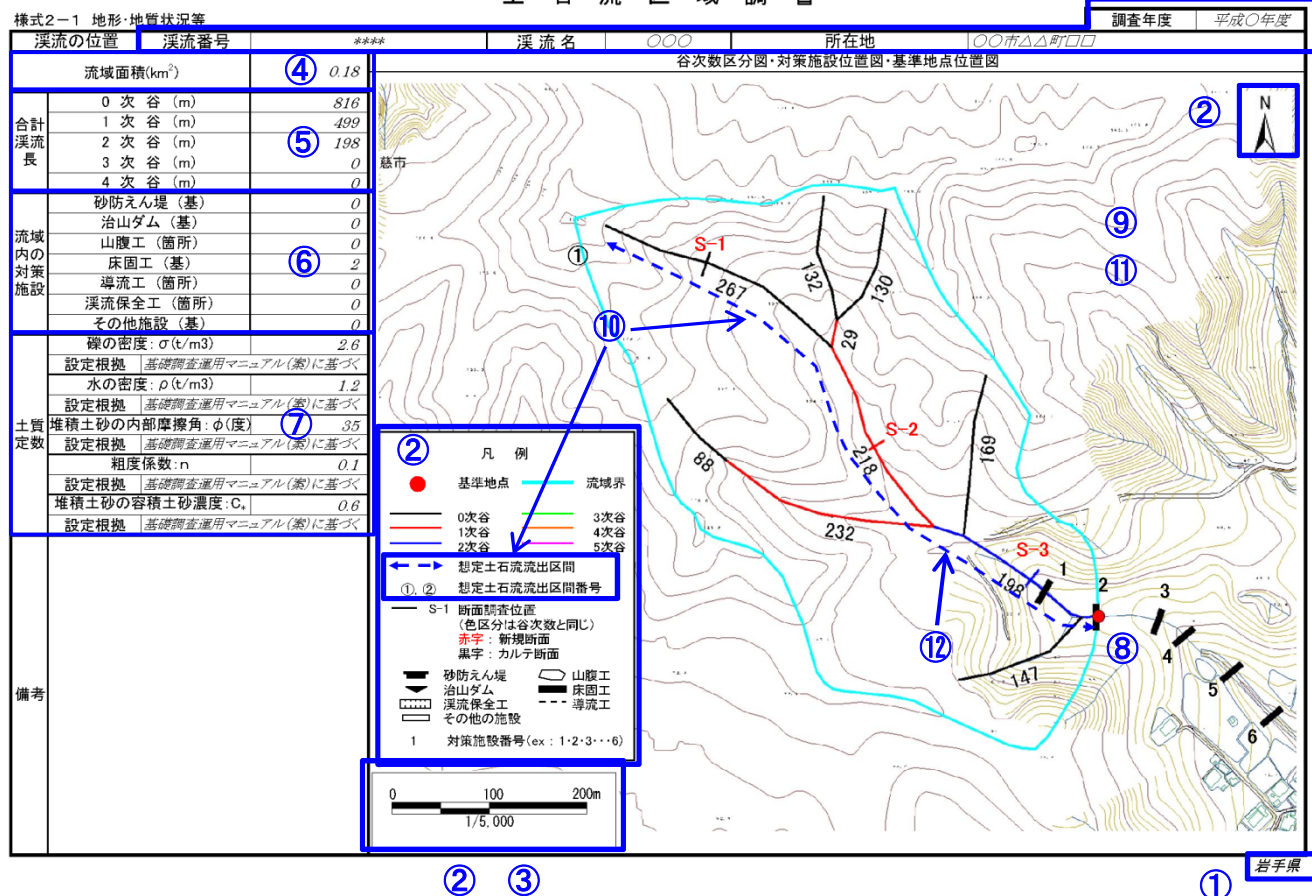 土 石 流 区 域 調 書
様式2-1 地形・地質状況等
調査年度 平成〇年度
渓流の位置 渓流番号 **** 渓流名 〇〇〇 所在地 〇〇市△△町□□
流域面積(km²) ④ 0.18
谷次数区分図・対策施設位置図・基準地点位置図
合計渓流長
0 次 谷 (m) 816
1 次 谷 (m) 499
2 次 谷 (m) ⑤ 198
3 次 谷 (m) 0
4 次 谷 (m) 0
流域内の対策施設
砂防えん堤 (基) 0
治山ダム (基) 0
山腹工 (箇所) 0
床固工 (基) ⑥ 2
導流工 (箇所) 0
渓流保全工 (箇所) 0
その他施設 (基) 0
土質定数
礫の密度:σ(t/m3) 2.6
設定根拠 基礎調査運用マニュアル(案)に基づく
水の密度:ρ(t/m3) 1.2
設定根拠 基礎調査運用マニュアル(案)に基づく
堆積土砂の内部摩擦角:φ(度) ⑦ 35
設定根拠 基礎調査運用マニュアル(案)に基づく
粗度係数:n 0.1
設定根拠 基礎調査運用マニュアル(案)に基づく
堆積土砂の容積土砂濃度:C* 0.6
設定根拠 基礎調査運用マニュアル(案)に基づく
備考
② N
慈市
⑨
⑪
①
S-1
267
132
130
⑩
29
S-2
218
169
88
232
S-3
198
1
2
3
4
5
6
⑫
⑧
147
② 凡 例
基準地点 流域界
0次谷 3次谷
1次谷 4次谷
2次谷 5次谷
想定土石流流出区間
①, ② 想定土石流流出区間番号
S-1 断面調査位置
(色区分は谷次数と同じ)
赤字:新規断面
黒字:カルテ断面
砂防えん堤 山腹工
治山ダム 床固工
渓流保全工 導流工
その他の施設
1 対策施設番号(ex:1・2・3・・・6)
0 100 200m
1/5,000
② ③
岩手県
①